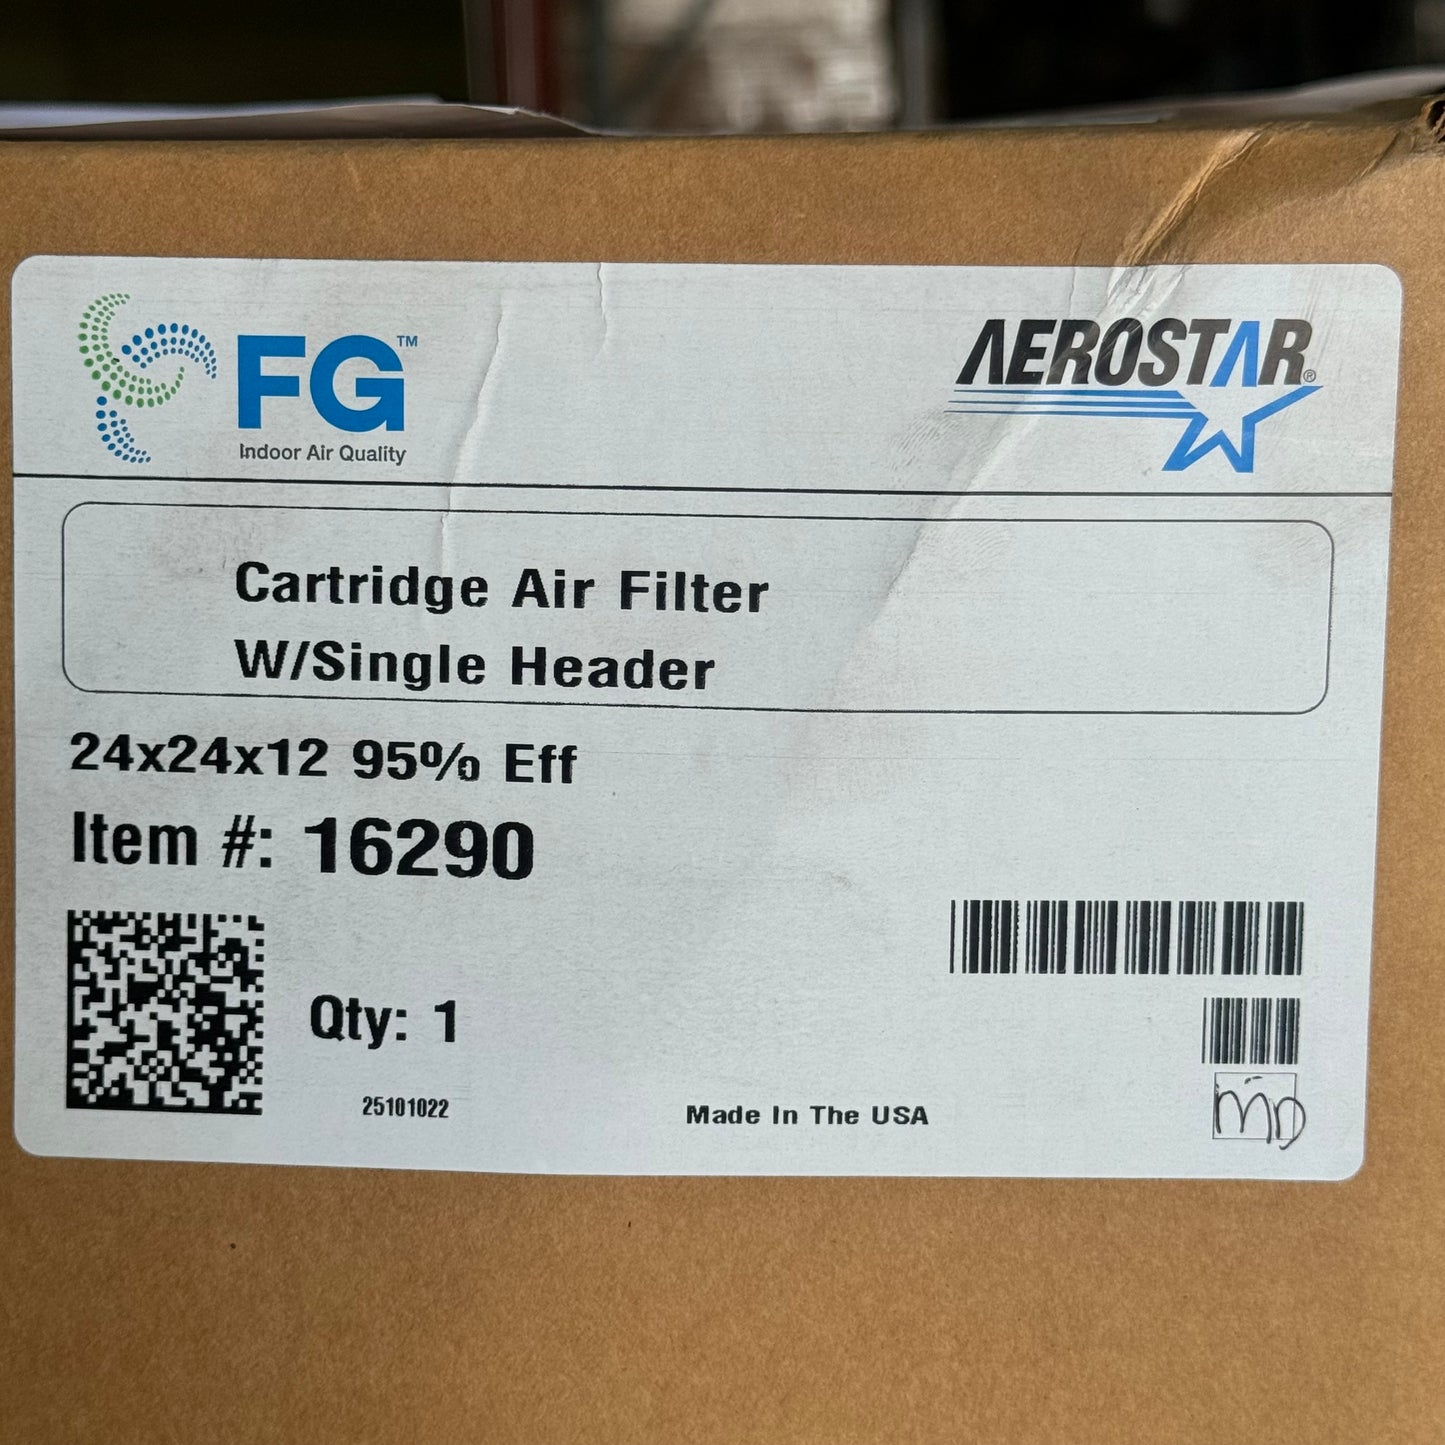 FG™
Indoor Air Quality
AEROSTAR®
Cartridge Air Filter
W/Single Header
24x24x12 95% Eff
Item #: 16290
Qty: 1
25101022
Made In The USA